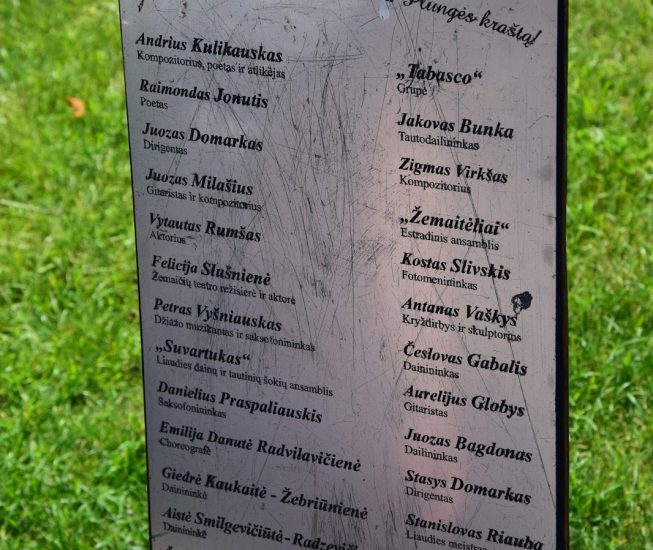 Plungės kraštą!
Andrius Kulikauskas
Kompozitorius, poetas ir atlikėjas
Raimondas Jonutis
Poetas
Juozas Domarkas
Dirigentas
Juozas Milašius
Gitaristas ir kompozitorius
Vytautas Rumšas
Aktorius
Felicija Slušnienė
Žemaičių teatro režisierė ir aktorė
Petras Vyšniauskas
Džiazo muzikantas ir saksofonininkas
„Suvartukas“
Liaudies dainų ir tautinių šokių ansamblis
Danielius Praspaliauskis
Saksofonininkas
Emilija Danutė Radvilavičienė
Choreografė
Giedrė Kaukaitė - Žebriūnienė
Dainininkė
Aistė Smilgevičiūtė-
Dainininkė
„Tabasco“
Grupė
Jakovas Bunka
Tautodailininkas
Zigmas Virkšas
Kompozitorius
„Žemaitėliai“
Estradinis ansamblis
Kostas Slivskis
Fotomenininkas
Antanas Vaškys
Kryždirbys ir skulptorius
Česlovas Gabalis
Dainininkas
Aurelijus Globys
Gitaristas
Juozas Bagdonas
Dailininkas
Stasys Domarkas
Dirigentas
Stanislovas Riauba
Liaudies